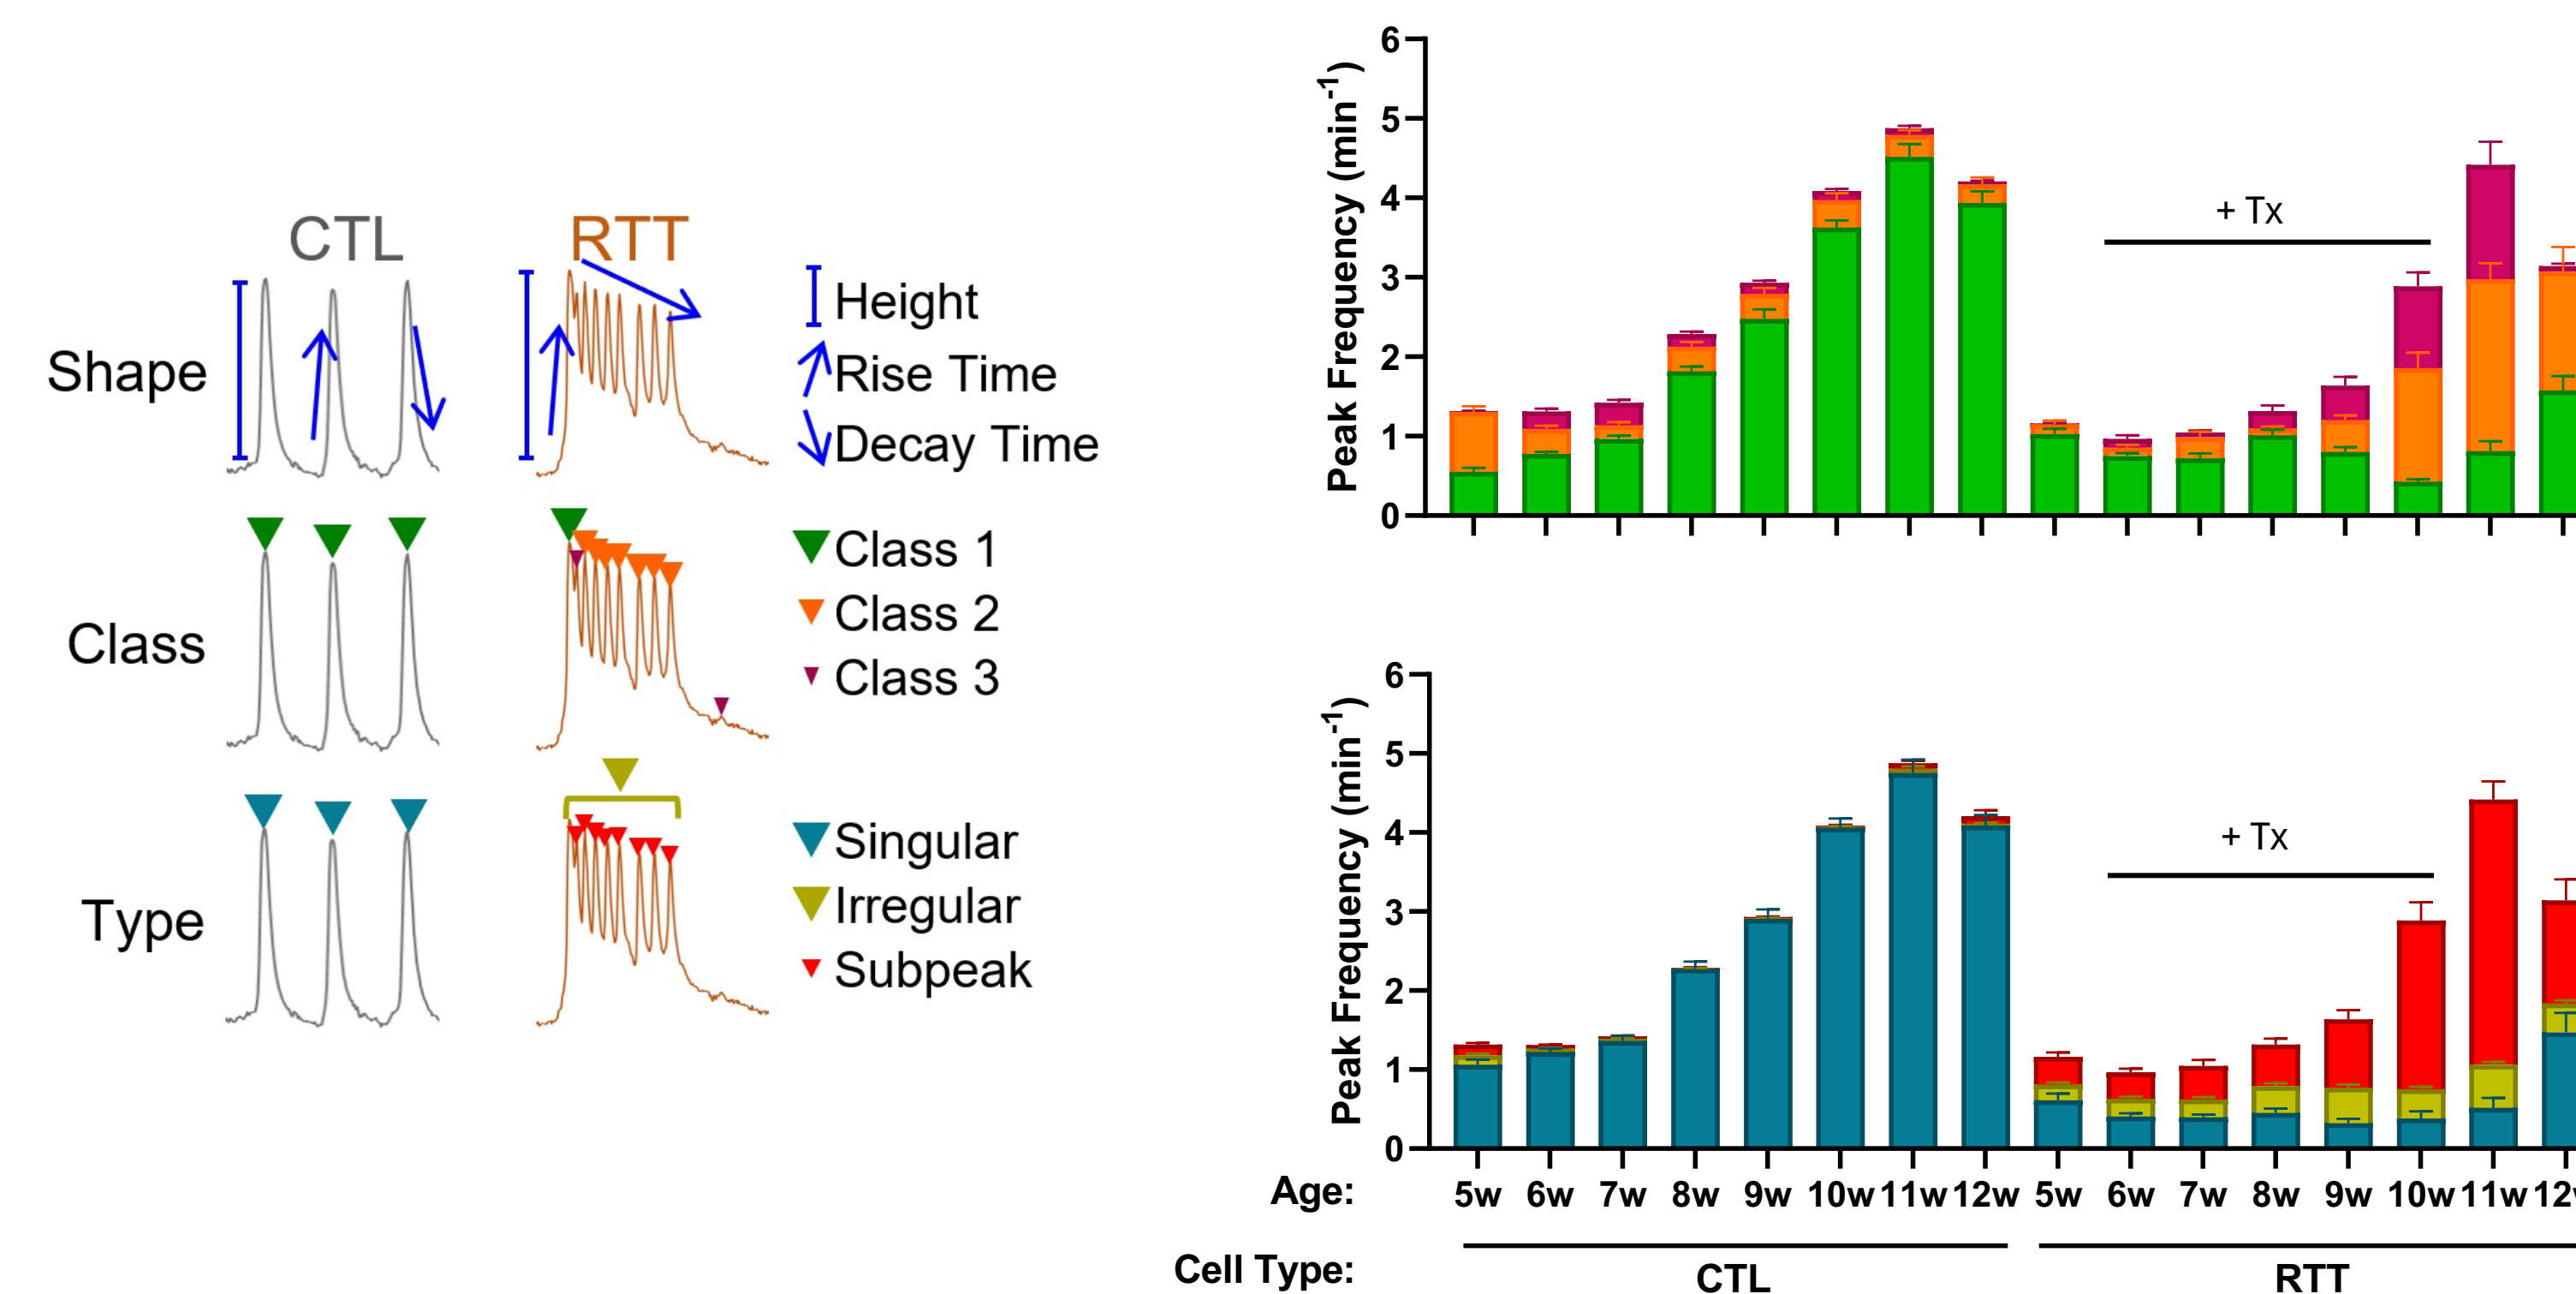 CTL RTT
Shape
Height
Rise Time
Decay Time
Class
Class 1
Class 2
Class 3
Type
Singular
Irregular
Subpeak
Peak Frequency (min-1)
6
5
4
3
2
1
0
+ Tx
Peak Frequency (min-1)
6
5
4
3
2
1
0
+ Tx
Age: 5w 6w 7w 8w 9w 10w 11w 12w 5w 6w 7w 8w 9w 10w 11w
Cell Type: CTL RTT